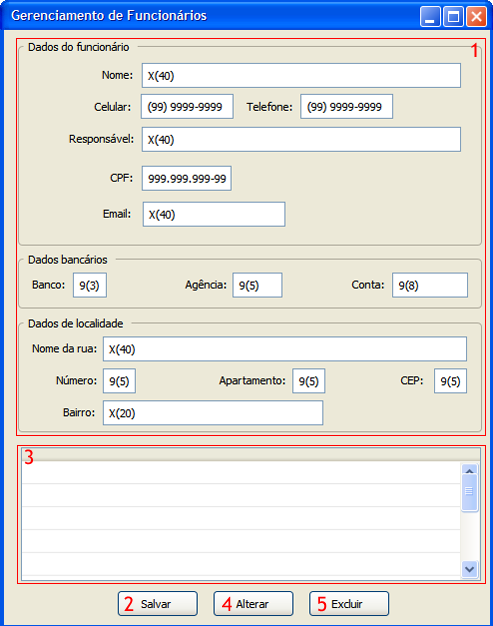 Gerenciamento de Funcionários
Dados do funcionário 1
Nome: X(40)
Celular: (99) 9999-9999 Telefone: (99) 9999-9999
Responsável: X(40)
CPF: 999.999.999-99
Email: X(40)
Dados bancários
Banco: 9(3) Agência: 9(5) Conta: 9(8)
Dados de localidade
Nome da rua: X(40)
Número: 9(5) Apartamento: 9(5) CEP: 9(5)
Bairro: X(20)
3
2 Salvar 4 Alterar 5 Excluir